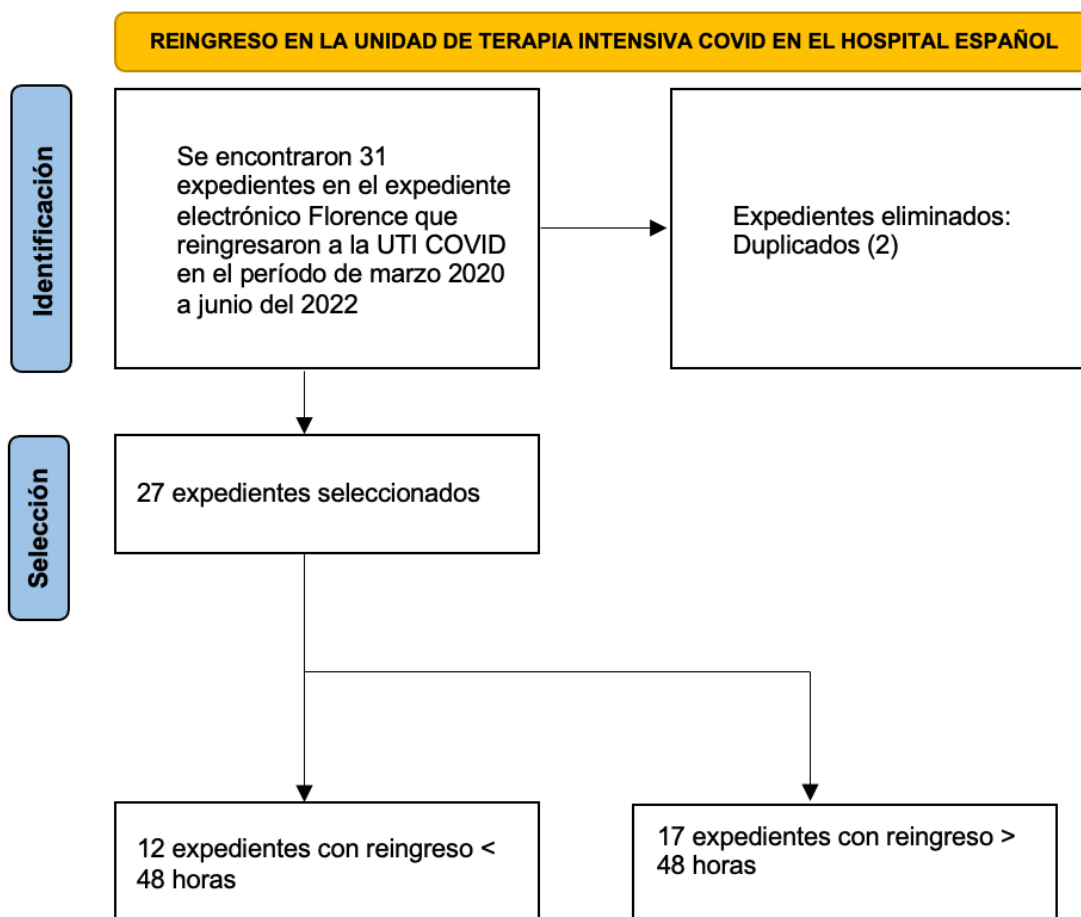 REINGRESO EN LA UNIDAD DE TERAPIA INTENSIVA COVID EN EL HOSPITAL ESPAÑOL
Identificación
Se encontraron 31
expedientes en el expediente
electrónico Florence que
reingresaron a la UTI COVID
en el período de marzo 2020
a junio del 2022
Expedientes eliminados:
Duplicados (2)
Selección
27 expedientes seleccionados
12 expedientes con reingreso <
48 horas
17 expedientes con reingreso >
48 horas